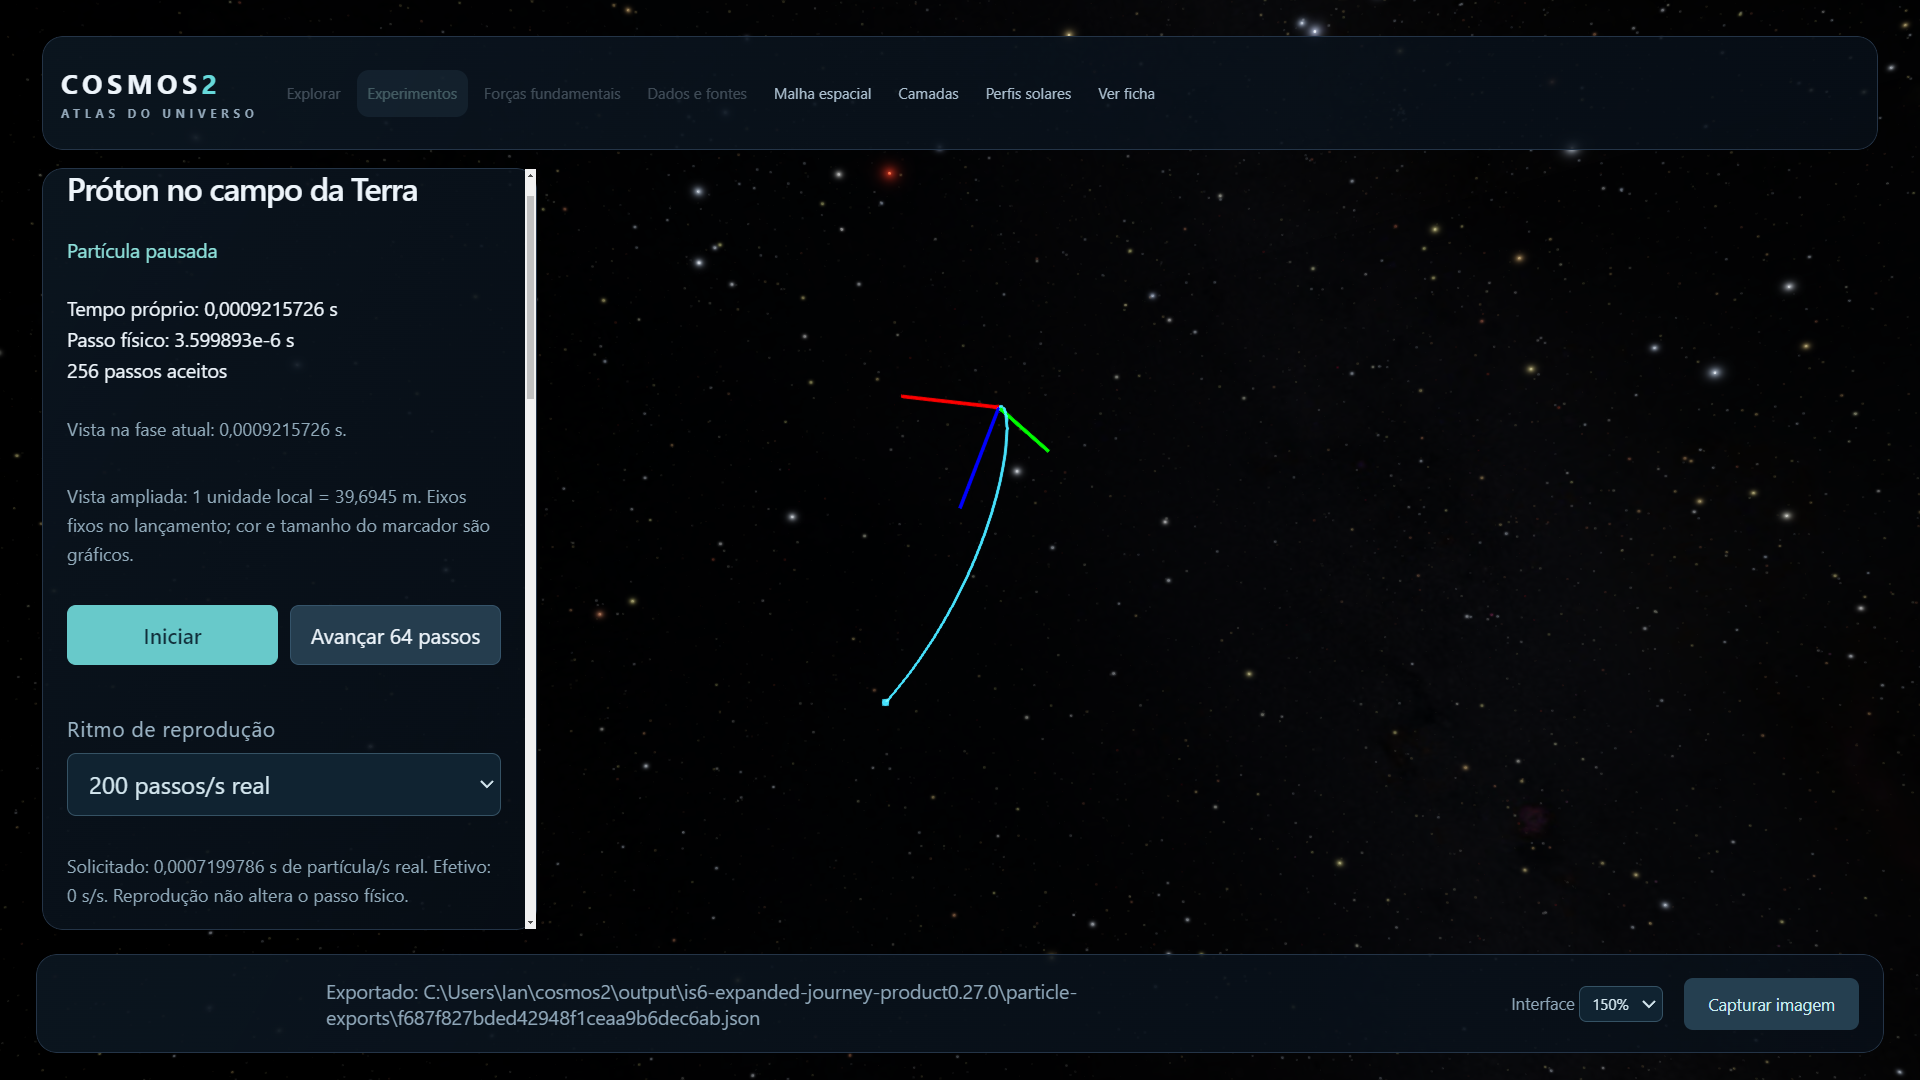 COSMOS2
ATLAS DO UNIVERSO
Explorar
Experimentos
Forças fundamentais
Dados e fontes
Malha espacial
Camadas
Perfis solares
Ver ficha
Próton no campo da Terra
Partícula pausada
Tempo próprio: 0,0009215726 s
Passo físico: 3.599893e-6 s
256 passos aceitos
Vista na fase atual: 0,0009215726 s.
Vista ampliada: 1 unidade local = 39,6945 m. Eixos
fixos no lançamento; cor e tamanho do marcador são
gráficos.
Iniciar
Avançar 64 passos
Ritmo de reprodução
200 passos/s real
Solicitado: 0,0007199786 s de partícula/s real. Efetivo:
0 s/s. Reprodução não altera o passo físico.
Exportado: C:\Users\Ian\cosmos2\output\is6-expanded-journey-product0.27.0\particle-
exports\f687f827bded42948f1ceaa9b6dec6ab.json
Interface
150%
Capturar imagem